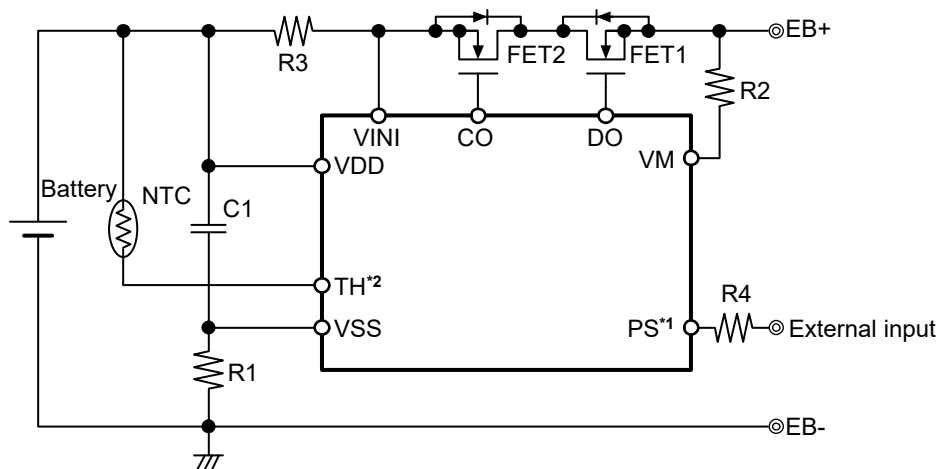 EB+
R3
FET2
FET1
R2
VINI
CO
DO
VM
VDD
Battery
NTC
C1
TH*2
R4
VSS
PS*1
External input
R1
EB-